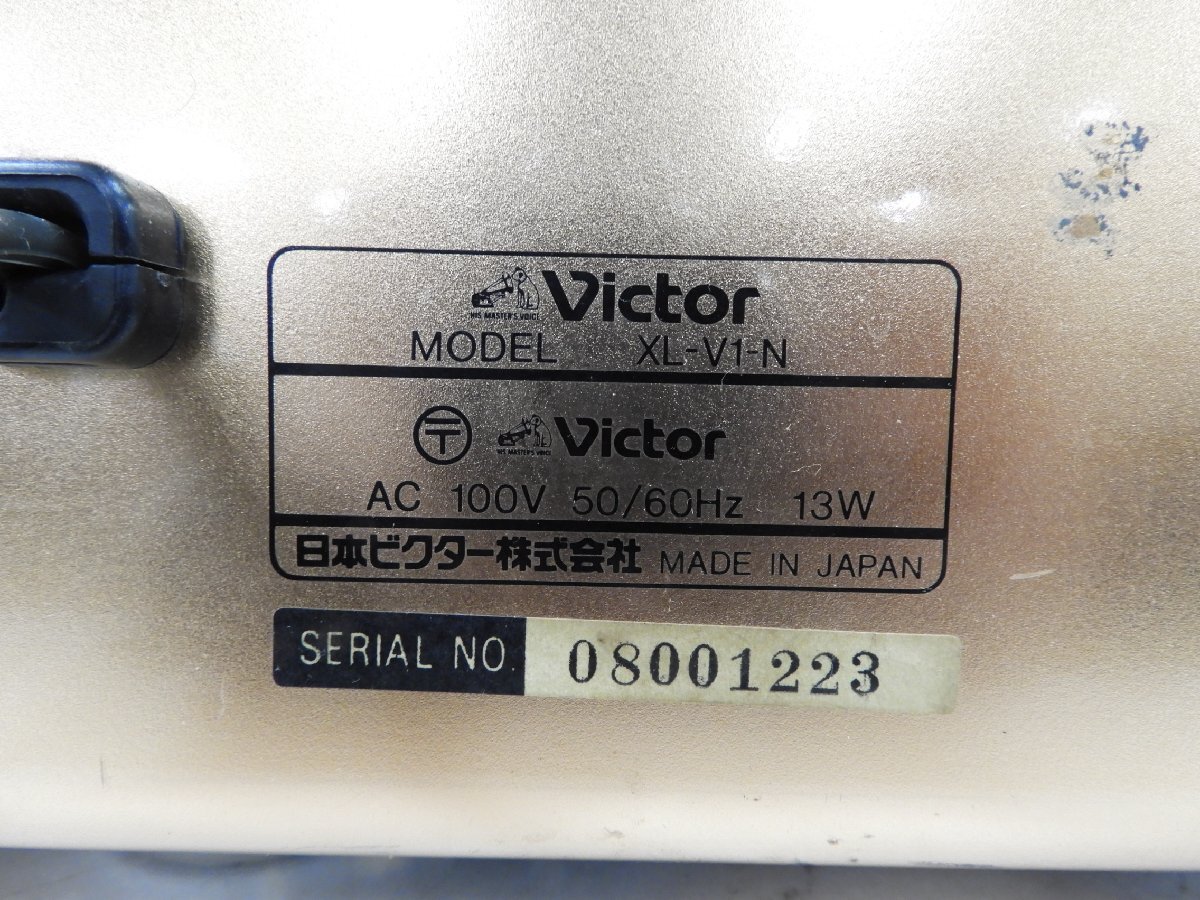 HIS MASTER'S VOICE Victor
MODEL XL-V1-N
〒 HIS MASTER'S VOICE Victor
AC 100V 50/60Hz 13W
日本ビクター株式会社 MADE IN JAPAN
SERIAL NO. 08001223